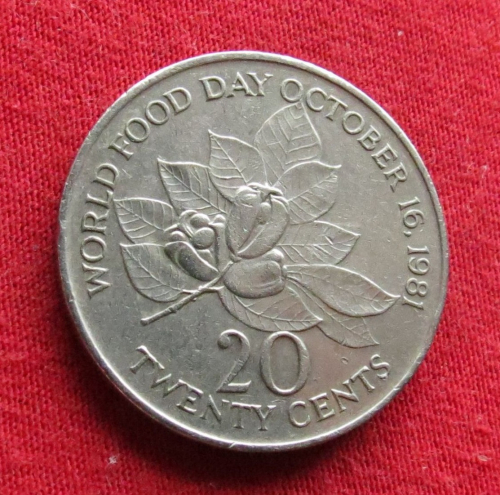 WORLD FOOD DAY OCTOBER 16, 1981
20
TWENTY CENTS